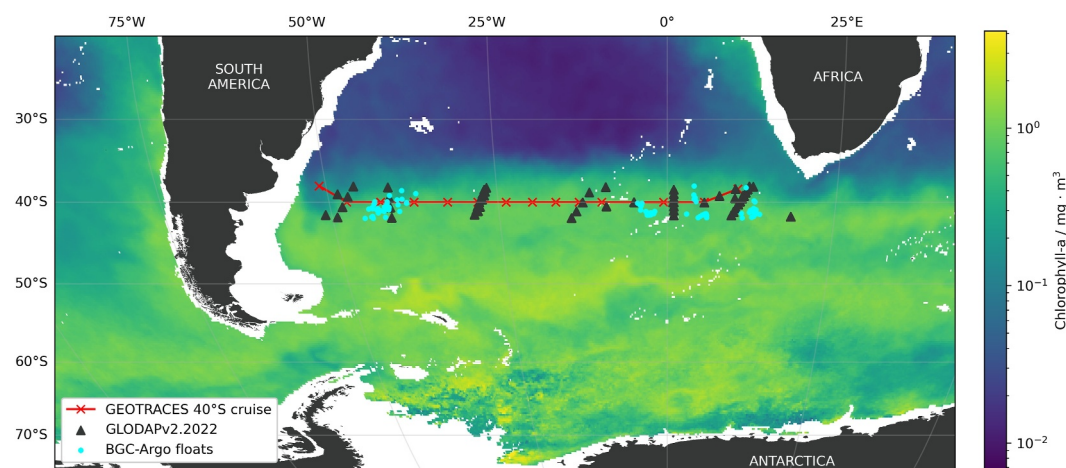 75°W 50°W 25°W 0° 25°E
SOUTH
AMERICA
AFRICA
30°S
40°S
50°S
60°S
70°S
GEOTRACES 40°S cruise
GLODAPv2.2022
BGC-Argo floats
ANTARCTICA
10⁰
10⁻¹
10⁻²
Chlorophyll-a / mg · m³